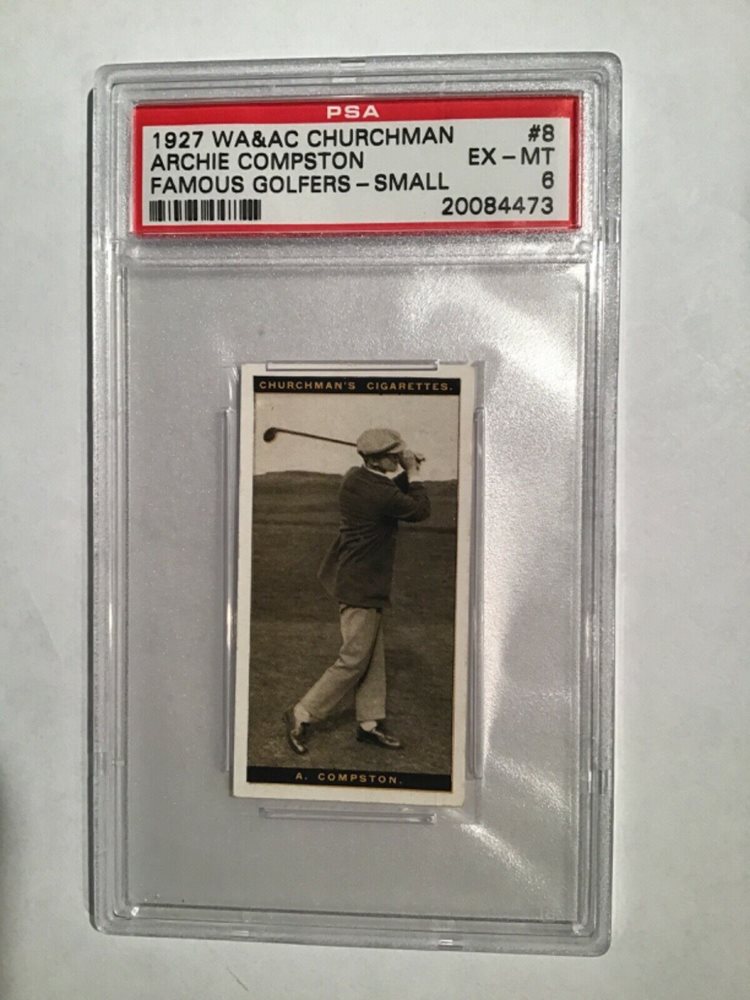 PSA
1927 WA&AC CHURCHMAN #8
ARCHIE COMPSTON EX - MT
FAMOUS GOLFERS - SMALL 6
20084473
CHURCHMAN'S CIGARETTES.
A. COMPSTON.